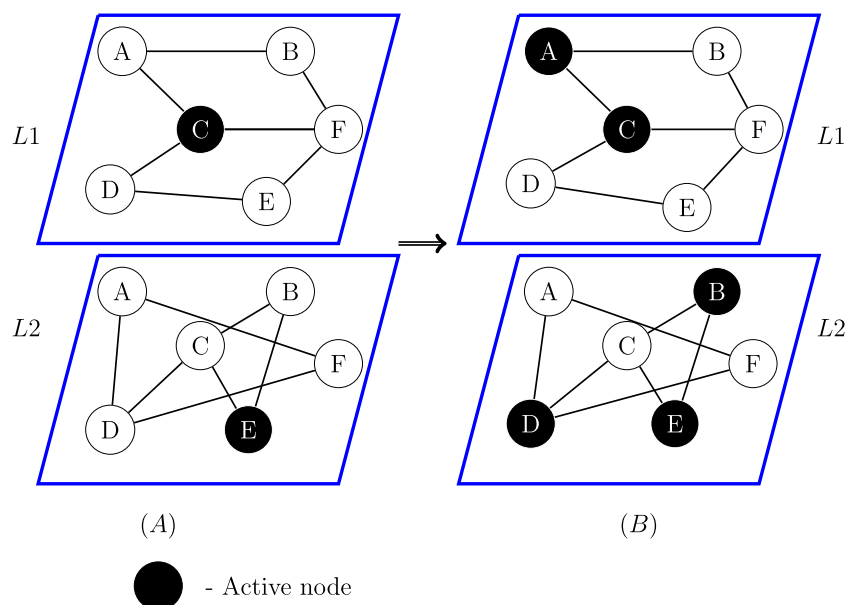 A B A B
L1 C F C F L1
D E D E
A B A B
L2 C F C F L2
D E D E
(A) (B)
- Active node